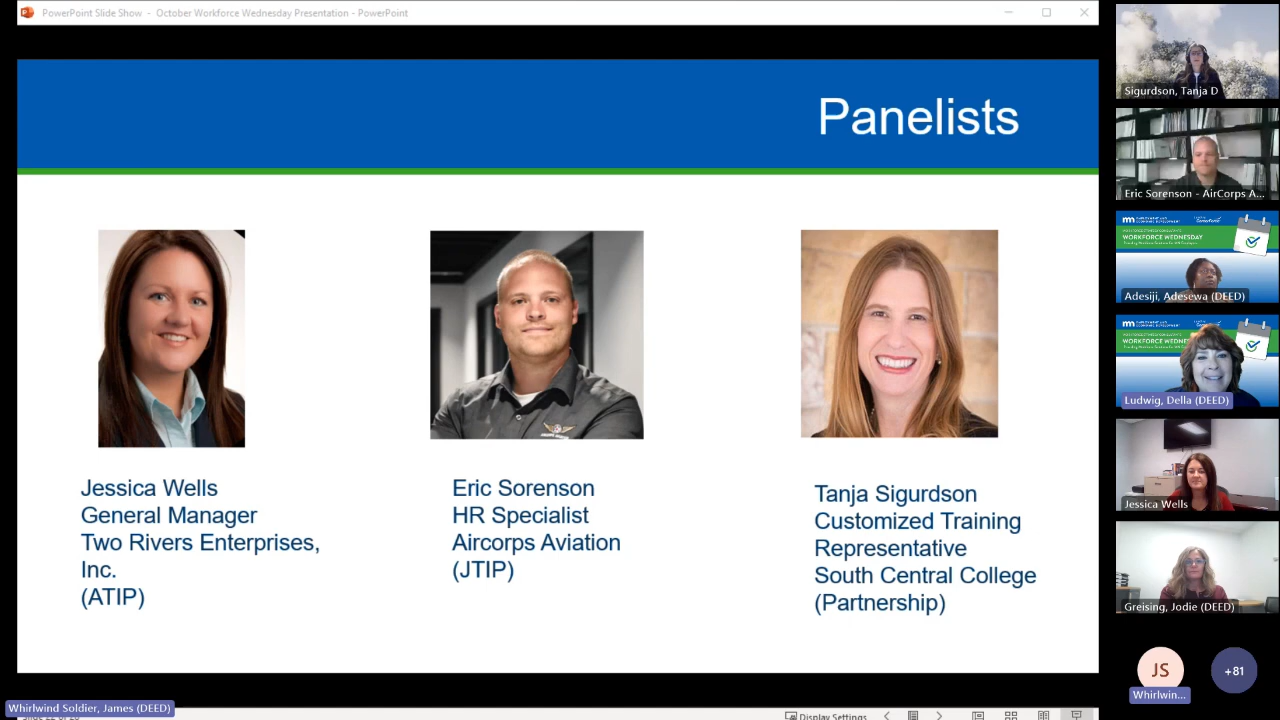 PowerPoint Slide Show - October Workforce Wednesday Presentation - PowerPoint
Panelists
Jessica Wells
General Manager
Two Rivers Enterprises,
Inc.
(ATIP)
Eric Sorenson
HR Specialist
Aircorps Aviation
(JTIP)
Tanja Sigurdson
Customized Training
Representative
South Central College
(Partnership)
Sigurdson, Tanja D
Eric Sorenson - AirCorps A...
WORKFORCE WEDNESDAY
Adesiji, Adesewa (DEED)
Ludwig, Della (DEED)
Jessica Wells
Greising, Jodie (DEED)
JS
+81
Whirlwin...
Whirlwind Soldier, James (DEED)
Display Settings